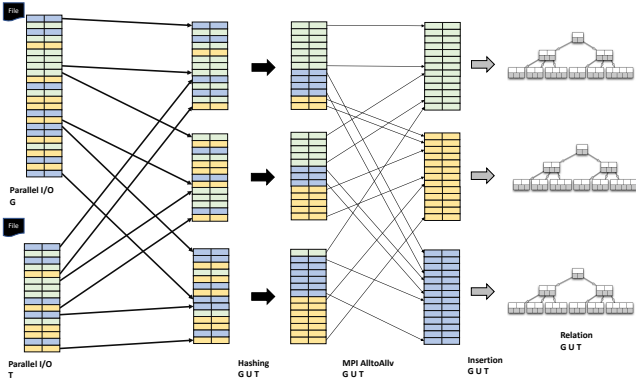 File
Parallel I/O
G
File
Parallel I/O
T
Hashing
G U T
MPI AlltoAllv
G U T
Insertion
G U T
Relation
G U T